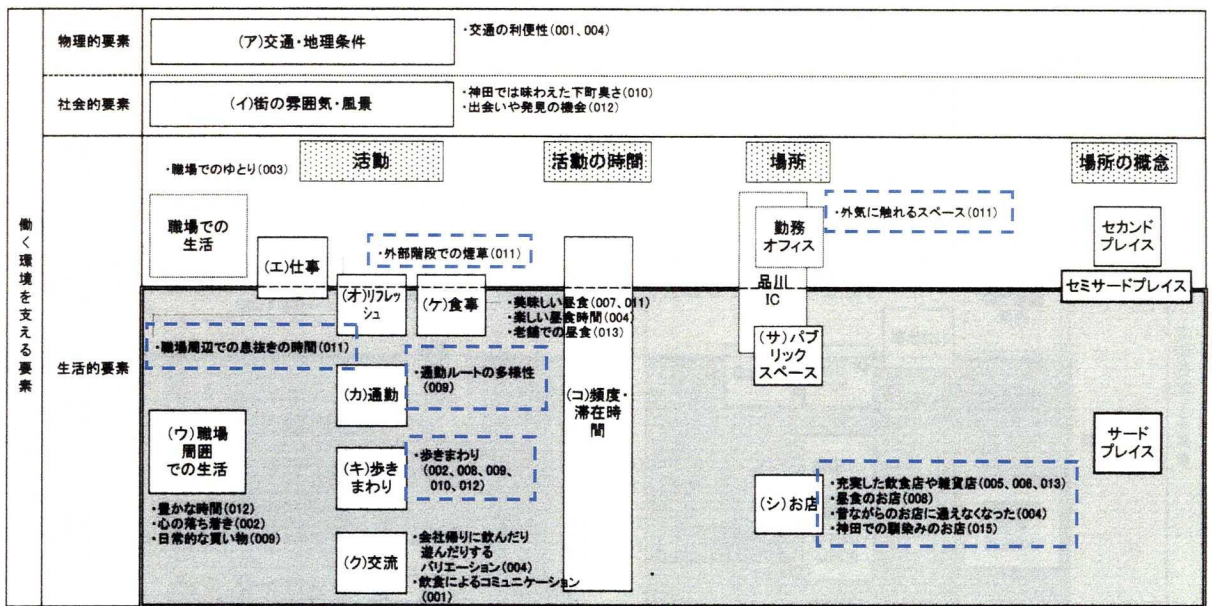 働く環境を支える要素
物理的要素
(ア)交通・地理条件
・交通の利便性(001、004)
社会的要素
(イ)街の雰囲気・風景
・神田では味わえた下町奥さ(010)
・出会いや発見の機会(012)
生活的要素
・職場でのゆとり(003)
活動
活動の時間
場所
場所の概念
職場での
生活
(エ)仕事
・外部階段での煙草(011)
(オ)リフレッ
シュ
(ケ)食事
・美味しい昼食(007、011)
・楽しい昼食時間(004)
・老舗での昼食(013)
・職場周辺での息抜きの時間(011)
(カ)通勤
・通勤ルートの多様性
(009)
(ウ)職場
周囲
での生活
・豊かな時間(012)
・心の落ち着き(002)
・日常的な買い物(009)
(キ)歩き
まわり
・歩きまわり
(002、008、009、
010、012)
(ク)交流
・会社帰りに飲んだり
遊んだりする
バリエーション(004)
・飲食によるコミュニケーション
(001)
(コ)頻度・
滞在時
間
勤務
オフィス
・外気に触れるスペース(011)
品川
IC
(サ)パブ
リック
スペース
(シ)お店
・充実した飲食店や雑貨店(005、006、013)
・昼食のお店(008)
・昔ながらのお店に通えなくなった(004)
・神田での馴染みのお店(015)
セカンド
プレイス
セミサードプレイス
サード
プレイス